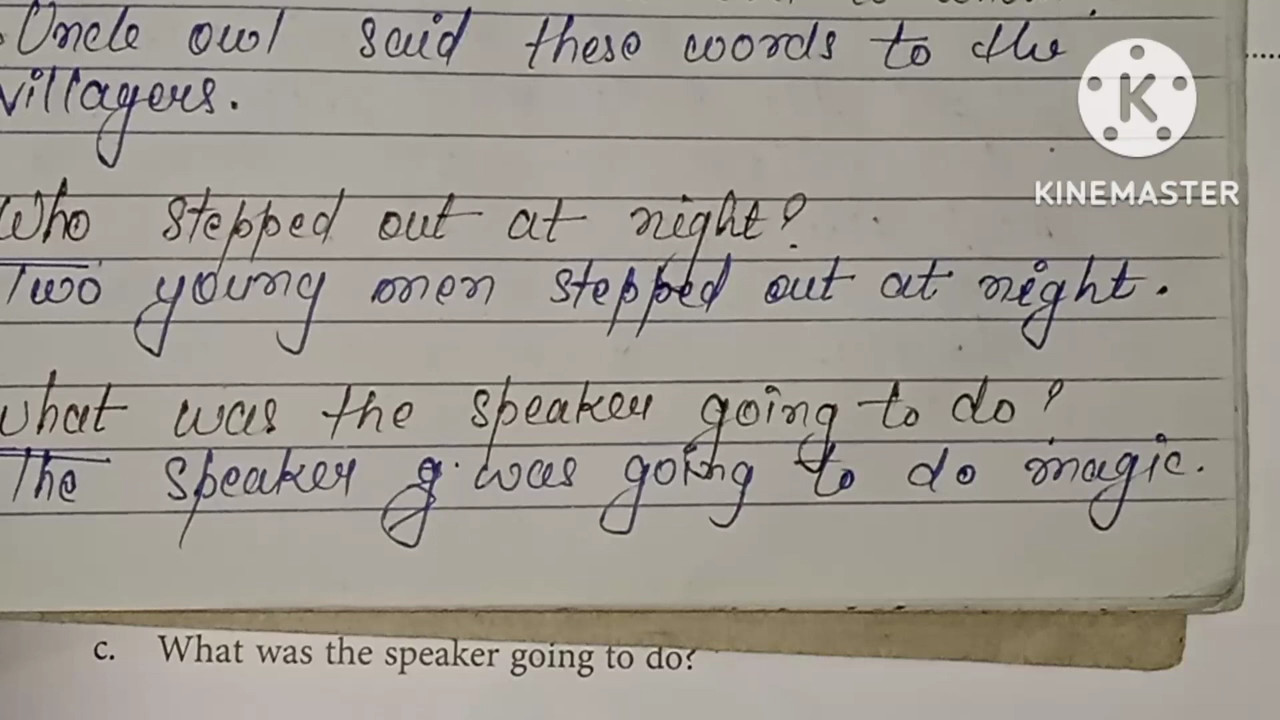 Uncle owl said these words to the
villagers.
K
KINEMASTER
Who stepped out at night?
Two young men stepped out at night.
what was the speaker going to do?
The speaker g. was going to do magic.
c. What was the speaker going to do?